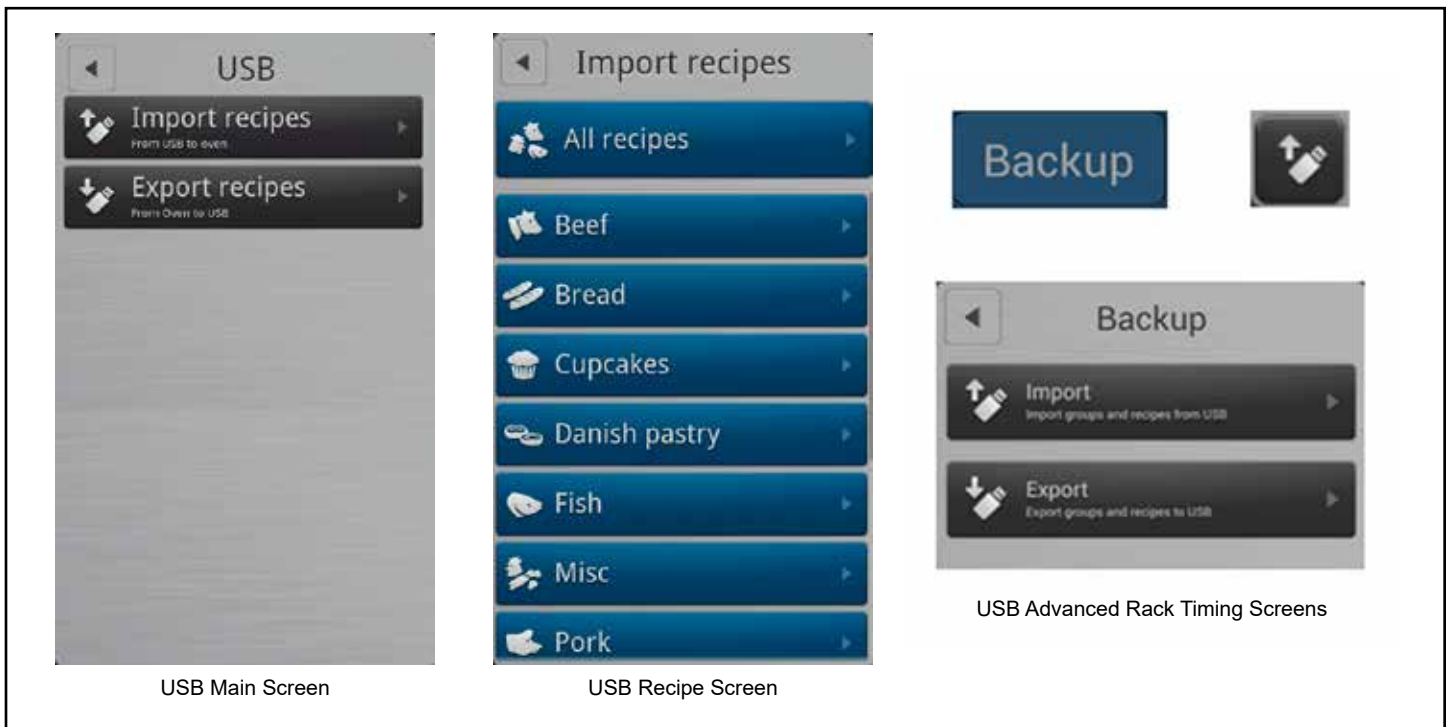 USB
Import recipes
From USB to oven
Export recipes
From Oven to USB
USB Main Screen
Import recipes
All recipes
Beef
Bread
Cupcakes
Danish pastry
Fish
Misc
Pork
USB Recipe Screen
Backup
Backup
Import
Import groups and recipes from USB
Export
Export groups and recipes to USB
USB Advanced Rack Timing Screens